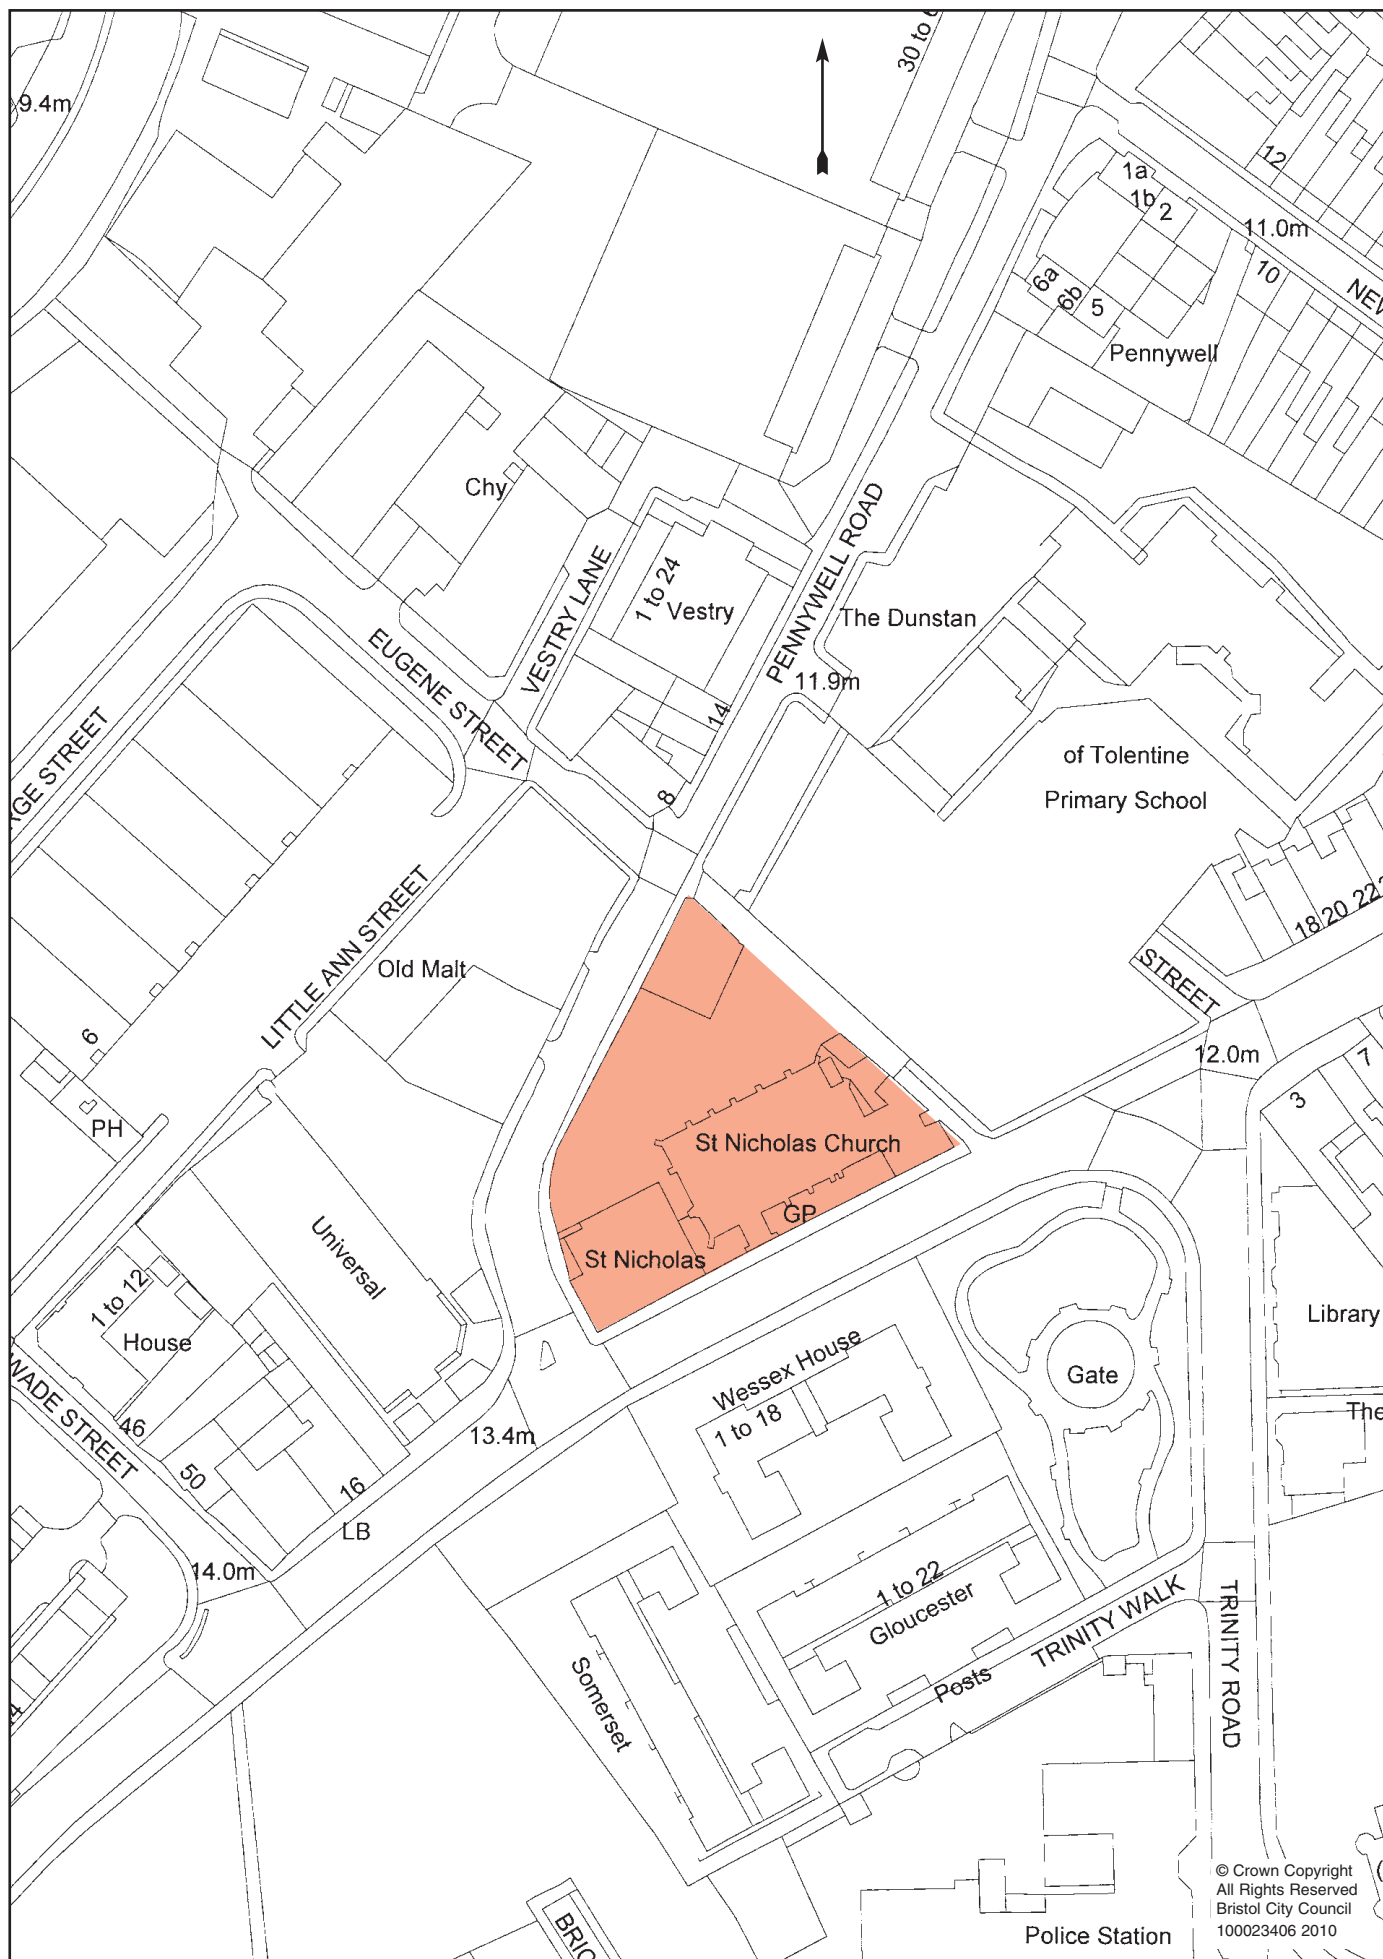 30 to 6
9.4m
12
1a
1b
2
11.0m
10
6a
6b
5
NEW
Pennywell
Chy
PENNYWELL ROAD
VESTRY LANE
1 to 24
Vestry
The Dunstan
EUGENE STREET
11.9m
14
8
of Tolentine
Primary School
RGE STREET
LITTLE ANN STREET
Old Malt
18
20
22
STREET
6
12.0m
7
3
PH
St Nicholas Church
GP
St Nicholas
Universal
1 to 12
House
Library
WADE STREET
Wessex House
1 to 18
Gate
The
46
50
16
13.4m
LB
14.0m
1 to 22
Gloucester
TRINITY WALK
TRINITY ROAD
Posts
Somerset
4
© Crown Copyright
All Rights Reserved
Bristol City Council
100023406 2010
BRIC
Police Station